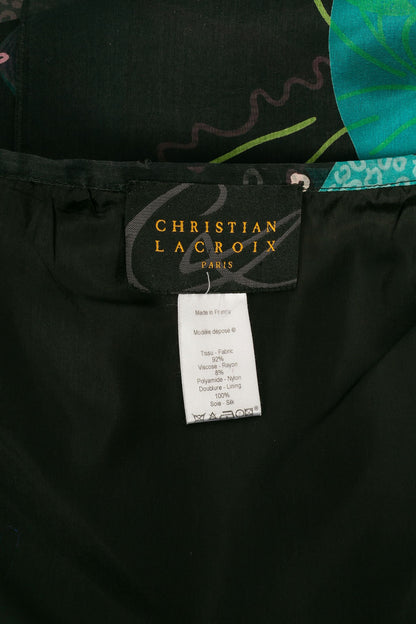 CHRISTIAN
LACROIX
PARIS
Made in France
Modèle déposé ©
Tissu - Fabric
92%
Viscose - Rayon
8%
Polyamide - Nylon
Doublure - Lining
100%
Soie - Silk